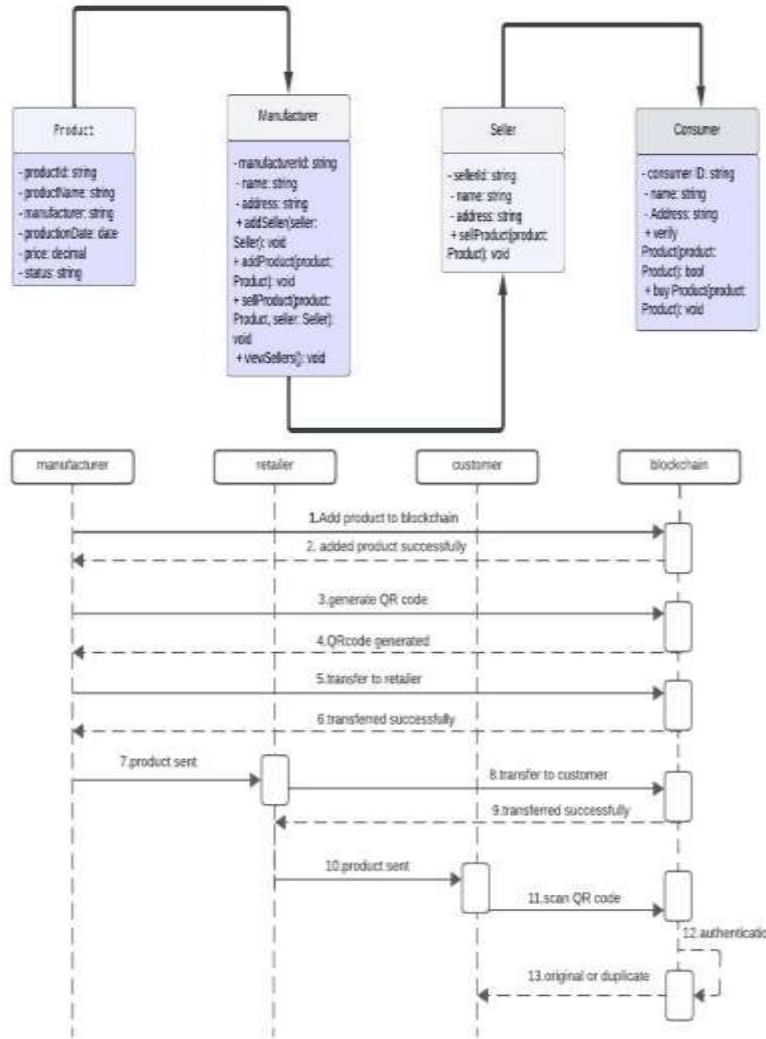 Product
- productId: string
- productName: string
- manufacturer: string
- productionDate: date
- price: decimal
- status: string
Manufacturer
- manufacturerId: string
- name: string
- address: string
+ addSeller(seller:
Seller): void
+ addProduct(product:
Product): void
+ sellProduct(product:
Product, seller: Seller):
void
+ viewSellers(): void
Seller
- sellerId: string
- name: string
- address: string
+ sellProduct(product:
Product): void
Consumer
- consumer ID: string
- name: string
- Address: string
+ verify
Product(product:
Product): bool
+ buy Product(product:
Product): void
manufacturer
retailer
customer
blockchain
1.Add product to blockchain
2. added product successfully
3.generate QR code
4.QRcode generated
5.transfer to retailer
6.transferred successfully
7.product sent
8.transfer to customer
9.transferred successfully
10.product sent
11.scan QR code
12.authenticatio
13.original or duplicate